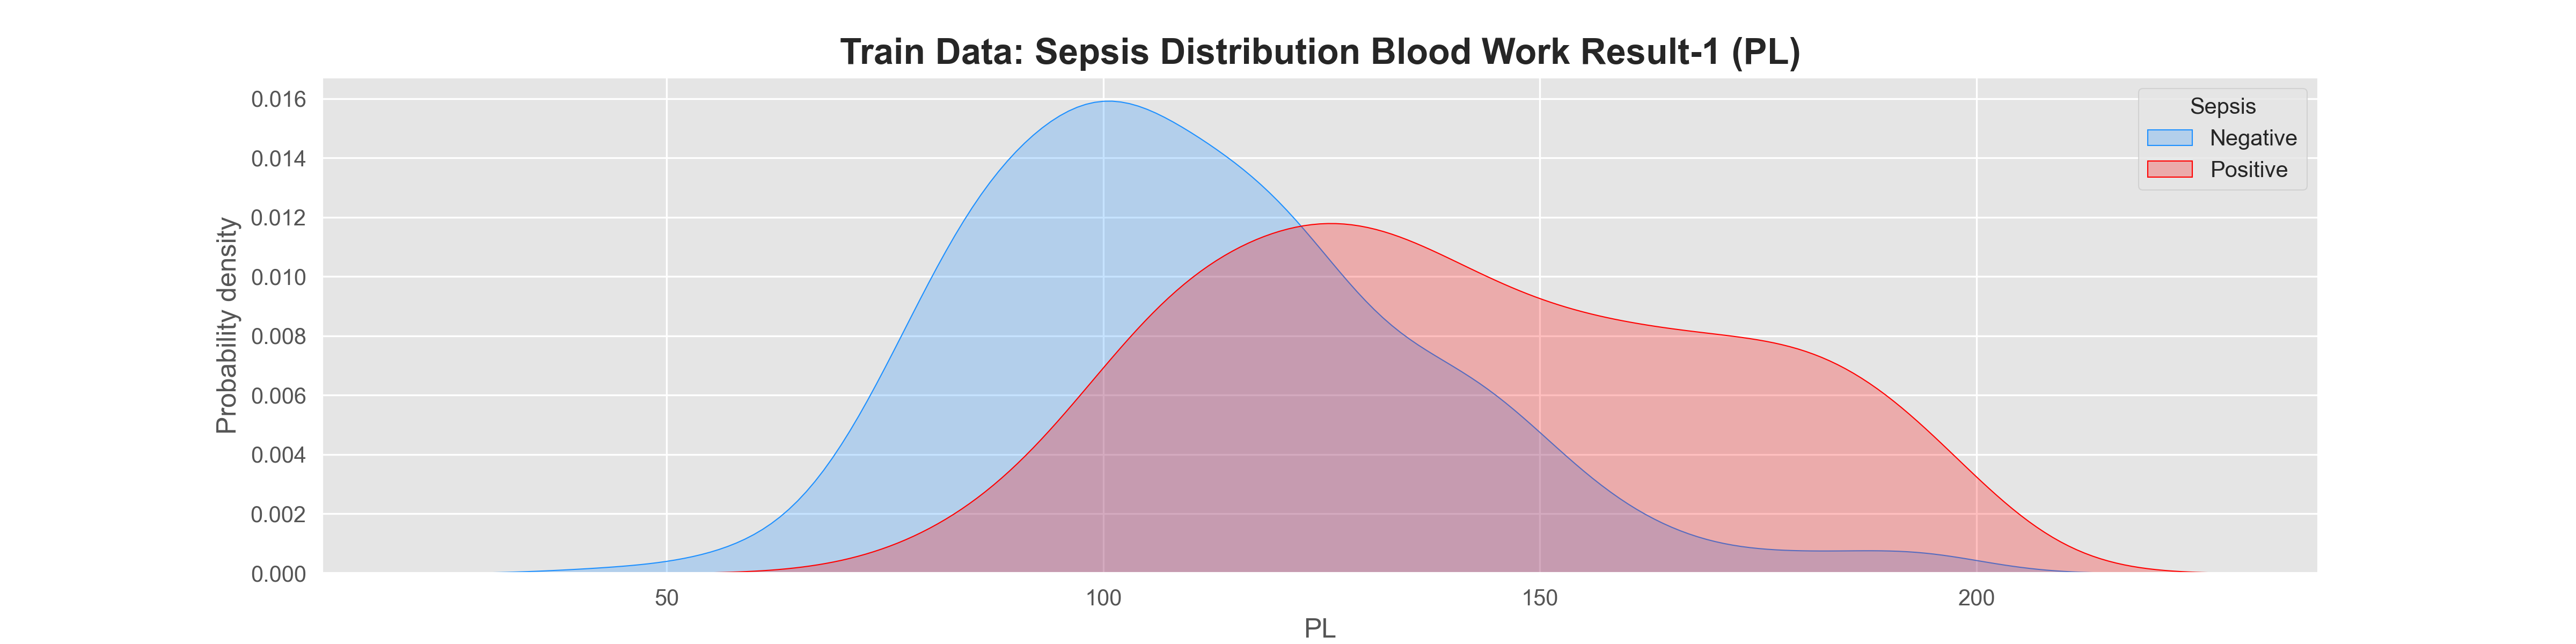 Train Data: Sepsis Distribution Blood Work Result-1 (PL)
Sepsis
Negative
Positive
Probability density
0.016
0.014
0.012
0.010
0.008
0.006
0.004
0.002
0.000
50 100 150 200
PL